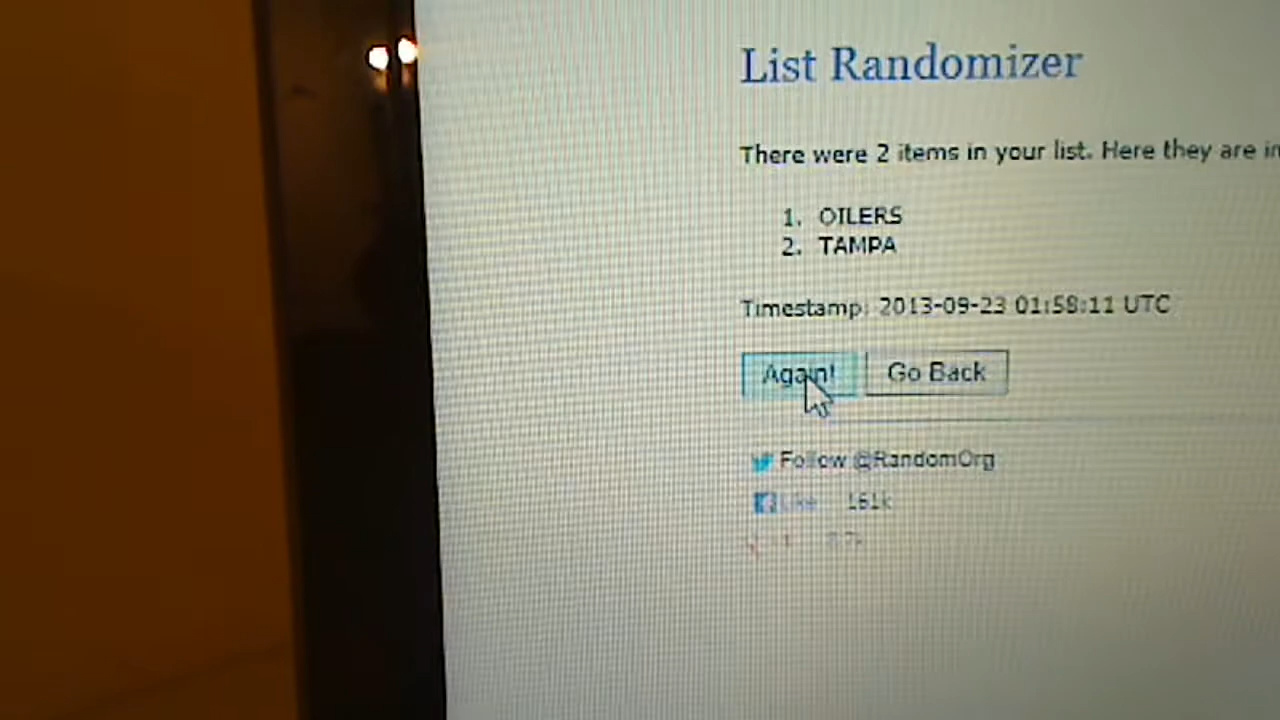 List Randomizer
There were 2 items in your list. Here they are in
1. OILERS
2. TAMPA
Timestamp: 2013-09-23 01:58:11 UTC
Again! Go Back
Follow @RandomOrg
Like 161k